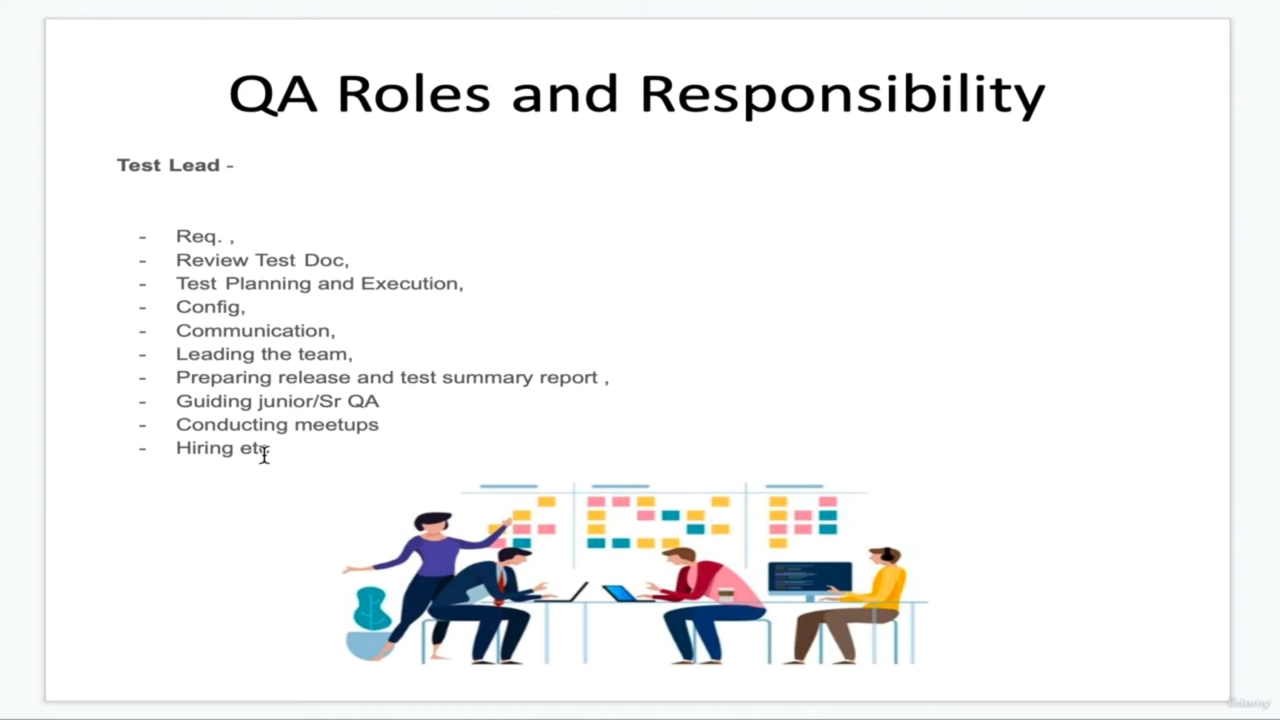 QA Roles and Responsibility
Test Lead -
- Req. ,
- Review Test Doc,
- Test Planning and Execution,
- Config,
- Communication,
- Leading the team,
- Preparing release and test summary report ,
- Guiding junior/Sr QA
- Conducting meetups
- Hiring etc